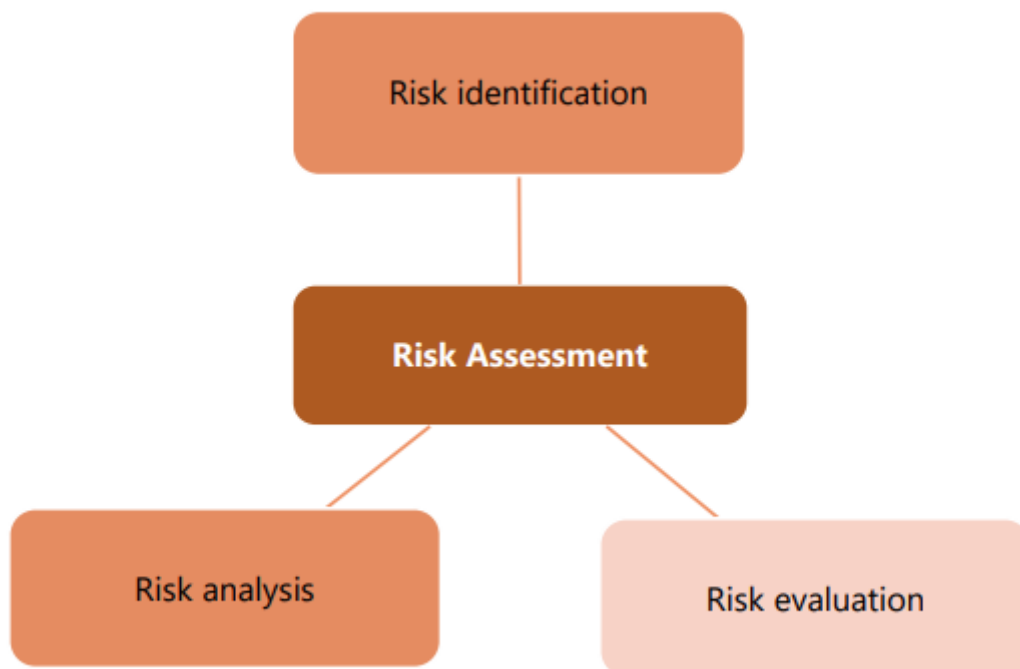 Risk identification
Risk Assessment
Risk analysis
Risk evaluation